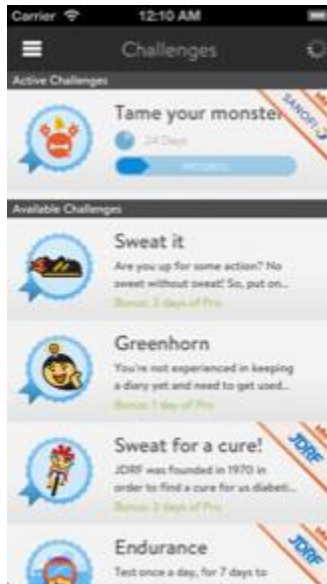 Carrier 12:10 AM
Challenges
Active Challenges
Tame your monster
SANOFI
24 Days
PROGRESS
Available Challenges
Sweat it
Are you up for some action? No
sweat without sweat! So, put on...
Bonus: 3 days of Pro
Greenhorn
You're not experienced in keeping
a diary yet and need to get used...
Bonus: 1 day of Pro
Sweat for a cure!
JDRF
JDRF was founded in 1970 in
order to find a cure for us diabeti...
Bonus: 3 days of Pro
Endurance
JDRF
Test once a day, for 7 days to